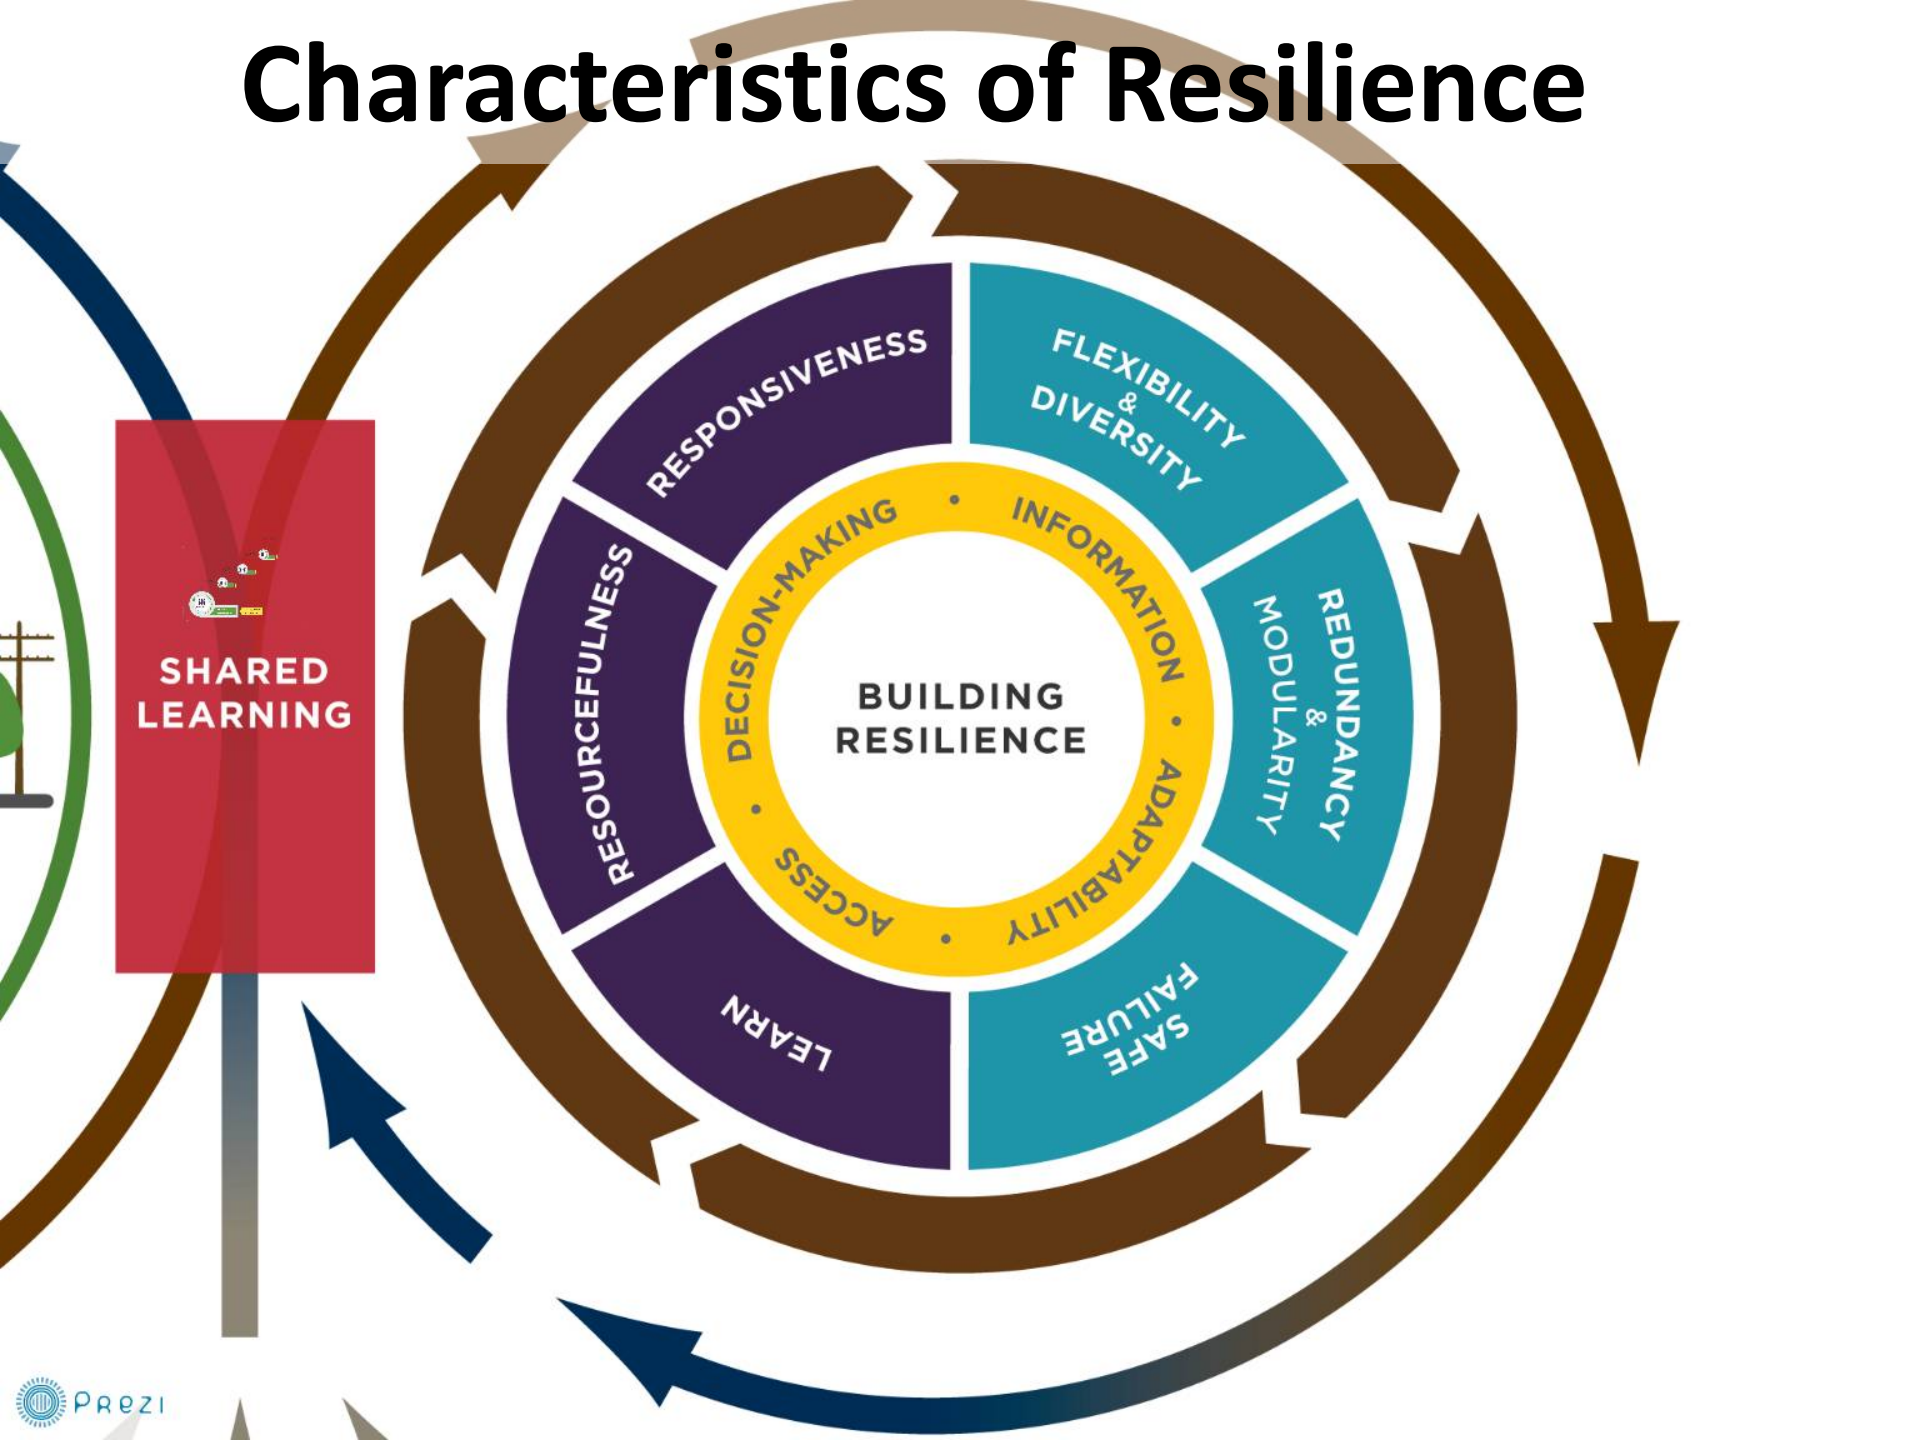 Characteristics of Resilience
RESPONSIVENESS
FLEXIBILITY
&
DIVERSITY
REDUNDANCY
&
MODULARITY
SAFE
FAILURE
LEARN
RESOURCEFULNESS
DECISION-MAKING • INFORMATION • ADAPTABILITY • ACCESS •
BUILDING
RESILIENCE
SHARED
LEARNING
PREZI